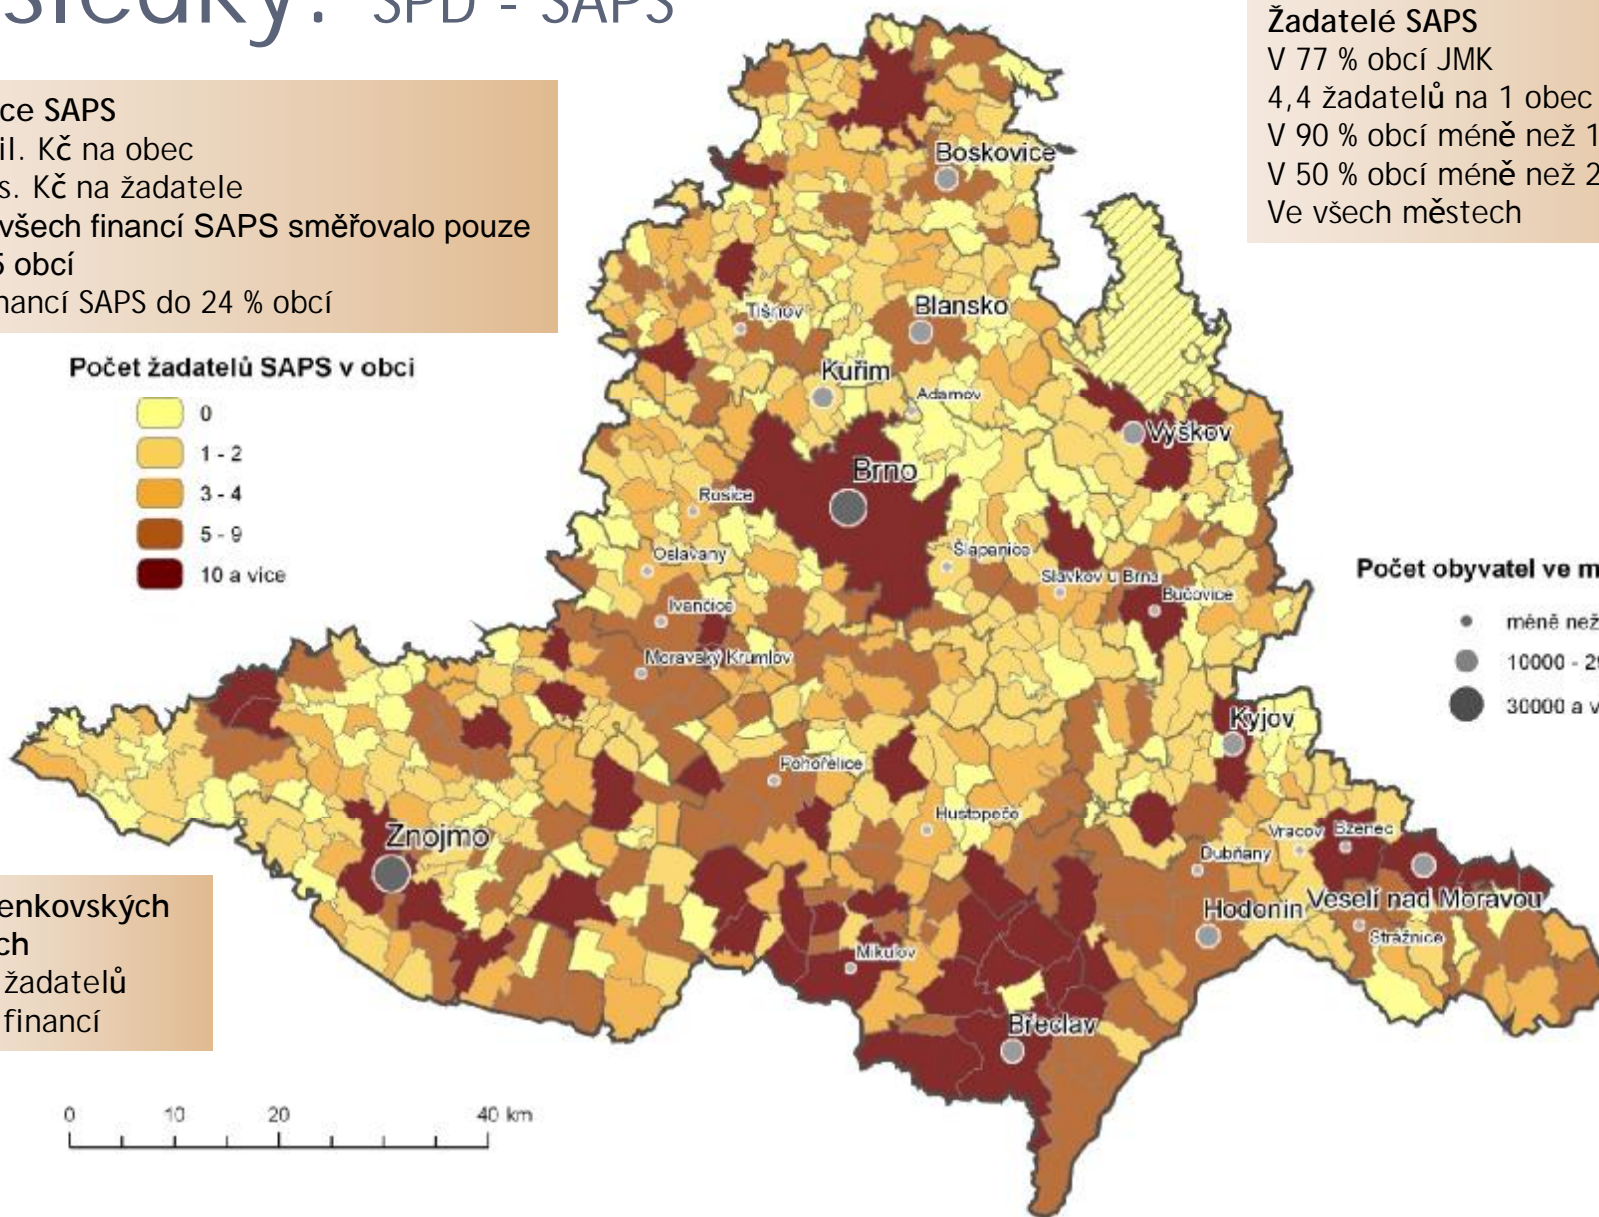 sledky: SPD - SAPS
ce SAPS
il. Kč na obec
s. Kč na žadatele
všech financí SAPS směřovalo pouze
5 obcí
nancí SAPS do 24 % obcí
Žadatelé SAPS
V 77 % obcí JMK
4,4 žadatelů na 1 obec
V 90 % obcí méně než 1
V 50 % obcí méně než 2
Ve všech městech
Počet žadatelů SAPS v obci
0
1 - 2
3 - 4
5 - 9
10 a více
Boskovice
Tišnov
Blansko
Kuřim
Adamov
Vyškov
Brno
Rosice
Oslavany
Šlapanice
Slavkov u Brna
Bučovice
Ivančice
Moravský Krumlov
Kyjov
Pohořelice
Hustopeče
Znojmo
Vracov
Bzenec
Dubňany
Hodonín
Veselí nad Moravou
Strážnice
Mikulov
Břeclav
Počet obyvatel ve m
méně než
10000 - 29
30000 a v
enkovských
ch
žadatelů
financí
0 10 20 40 km